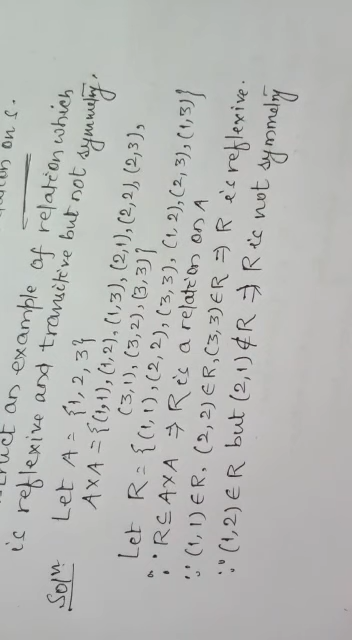 on s.
an example of relation which
is reflexive and transitive but not symmetry.
Soln. Let A = {1, 2, 3}
A×A = {(1,1), (1,2), (1,3), (2,1), (2,2), (2,3),
(3,1), (3,2), (3,3)}
Let R = {(1,1), (2,2), (3,3), (1,2), (2,3), (1,3)}
∵ R⊆A×A ⇒ R is a relation on A
∵ (1,1)∈R, (2,2)∈R, (3,3)∈R ⇒ R is reflexive.
∵ (1,2)∈R but (2,1)∉R ⇒ R is not symmetry